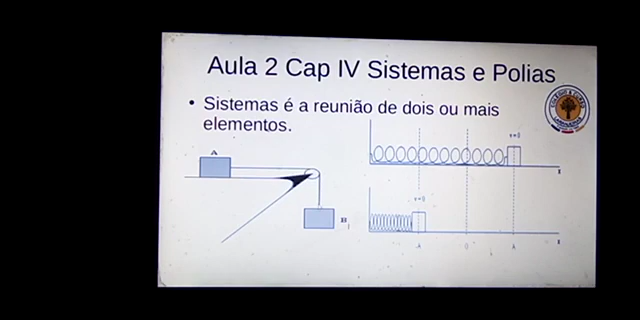 Aula 2 Cap IV Sistemas e Polias
• Sistemas é a reunião de dois ou mais
elementos.
A
B
v=0
x
v=0
-A
0
A
x